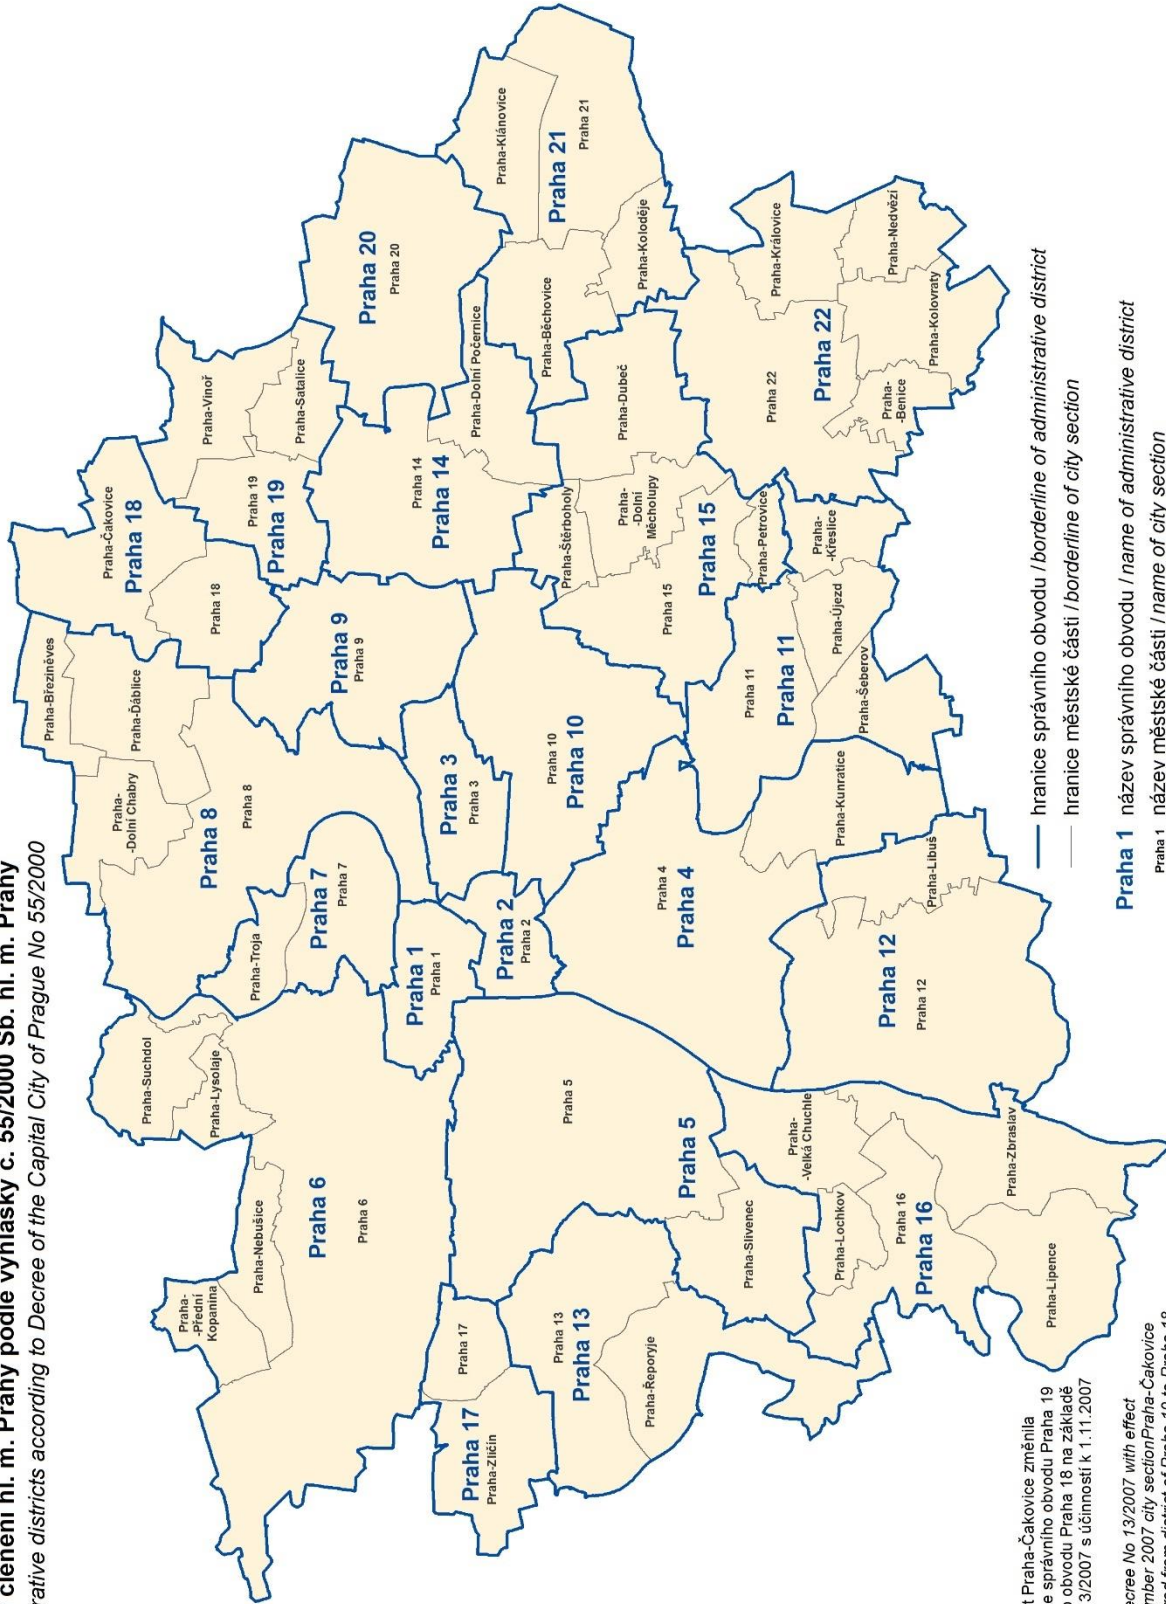 členění hl. m. Prahy podle vyhlášky č. 55/2000 Sb. hl. m. Prahy
rative districts according to Decree of the Capital City of Prague No 55/2000
Praha-Březiněves
Praha-Čakovice
Praha 18
Praha 18
Praha-
-Dolní Chabry
Praha-Ďáblice
Praha 8
Praha 8
Praha-Vinoř
Praha-Satalice
Praha 19
Praha 19
Praha-Suchdol
Praha-Lysolaje
Praha-Troja
Praha 7
Praha 7
Praha 9
Praha 9
Praha 20
Praha 20
Praha-
-Přední
Kopanina
Praha-Nebušice
Praha 6
Praha 6
Praha 1
Praha 1
Praha 3
Praha 3
Praha 14
Praha 14
Praha-Dolní Počernice
Praha-Klánovice
Praha 21
Praha 21
Praha-Běchovice
Praha-Koloděje
Praha 2
Praha 2
Praha 10
Praha 10
Praha-Štěrboholy
Praha-
-Dolní
Měcholupy
Praha-Dubeč
Praha 17
Praha 17
Praha-Zličín
Praha 5
Praha 5
Praha 13
Praha 13
Praha-Řeporyje
Praha 4
Praha 4
Praha 15
Praha 15
Praha-Petrovice
Praha 11
Praha 11
Praha-Křeslice
Praha-Újezd
Praha-Šeberov
Praha 22
Praha 22
Praha-Královice
Praha-Nedvězí
Praha-Kolovraty
Praha-
-Benice
Praha-Slivenec
Praha-
-Velká Chuchle
Praha-Lochkov
Praha 16
Praha 16
Praha-Kunratice
Praha-Libuš
Praha 12
Praha 12
Praha-Zbraslav
Praha-Lipence
hranice správního obvodu / borderline of administrative district
hranice městské části / borderline of city section
Praha 1 název správního obvodu / name of administrative district
Praha 1 název městské části / name of city section
t Praha-Čakovice změnila
e správního obvodu Praha 19
o obvodu Praha 18 na základě
3/2007 s účinností k 1.11.2007
ecree No 13/2007 with effect
mber 2007 city sectionPraha-Čakovice